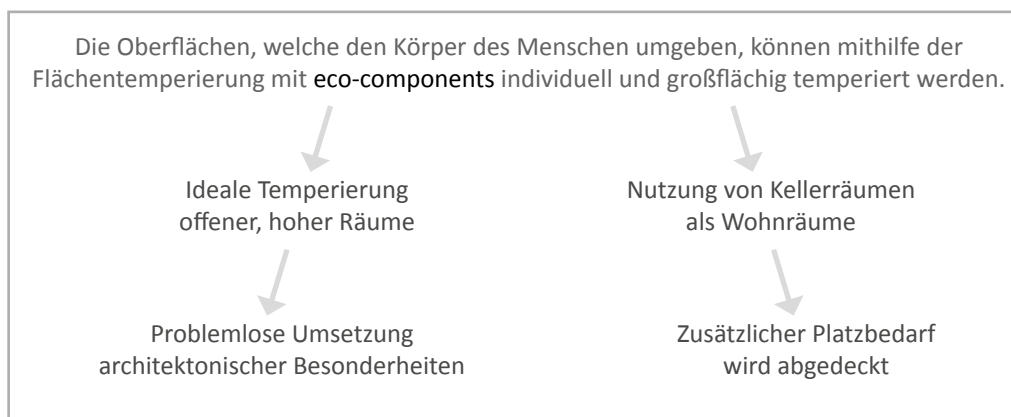 Die Oberflächen, welche den Körper des Menschen umgeben, können mithilfe der
Flächentemperierung mit eco-components individuell und großflächig temperiert werden.
Ideale Temperierung
offener, hoher Räume
Nutzung von Kellerräumen
als Wohnräume
Problemlose Umsetzung
architektonischer Besonderheiten
Zusätzlicher Platzbedarf
wird abgedeckt